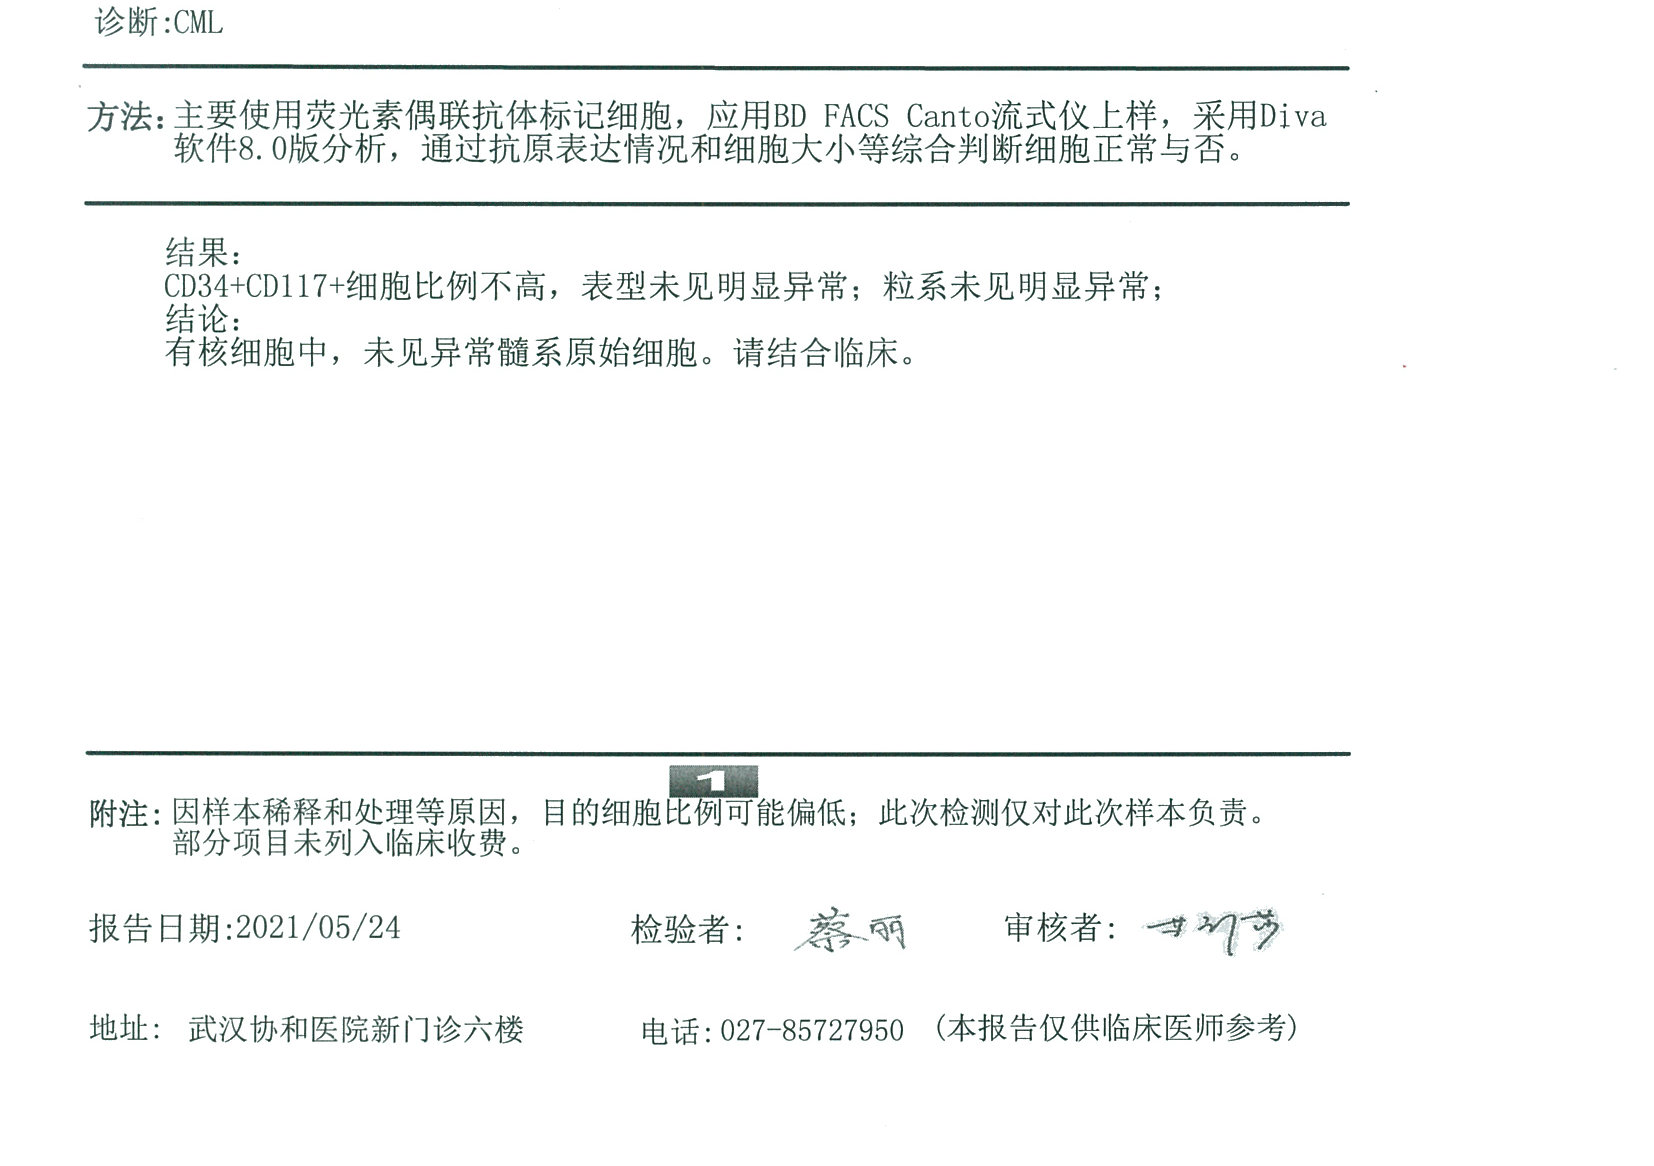 诊断:CML
方法:主要使用荧光素偶联抗体标记细胞，应用BD FACS Canto流式仪上样，采用Diva
软件8.0版分析，通过抗原表达情况和细胞大小等综合判断细胞正常与否。
结果:
CD34+CD117+细胞比例不高，表型未见明显异常；粒系未见明显异常；
结论:
有核细胞中，未见异常髓系原始细胞。请结合临床。
1
附注:因样本稀释和处理等原因，目的细胞比例可能偏低；此次检测仅对此次样本负责。
部分项目未列入临床收费。
报告日期:2021/05/24 检验者: 蔡丽 审核者:
地址: 武汉协和医院新门诊六楼 电话:027-85727950 (本报告仅供临床医师参考)